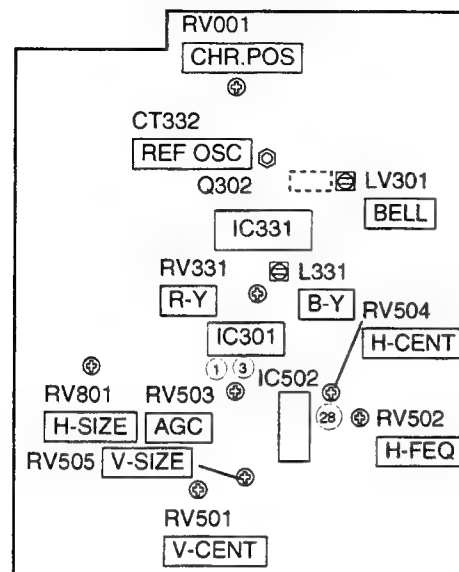 RV001
CHR.POS
CT332
REF OSC
Q302
LV301
BELL
IC331
RV331
R-Y
L331
B-Y
RV504
H-CENT
IC301
1 3
IC502
RV801
H-SIZE
RV503
AGC
28
RV502
H-FEQ
RV505
V-SIZE
RV501
V-CENT